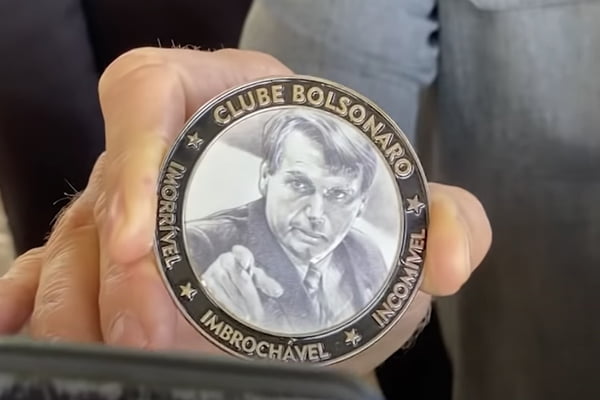 CLUBE BOLSONARO
IMORRÍVEL
IMBROCHÁVEL
INCOMÍVEL